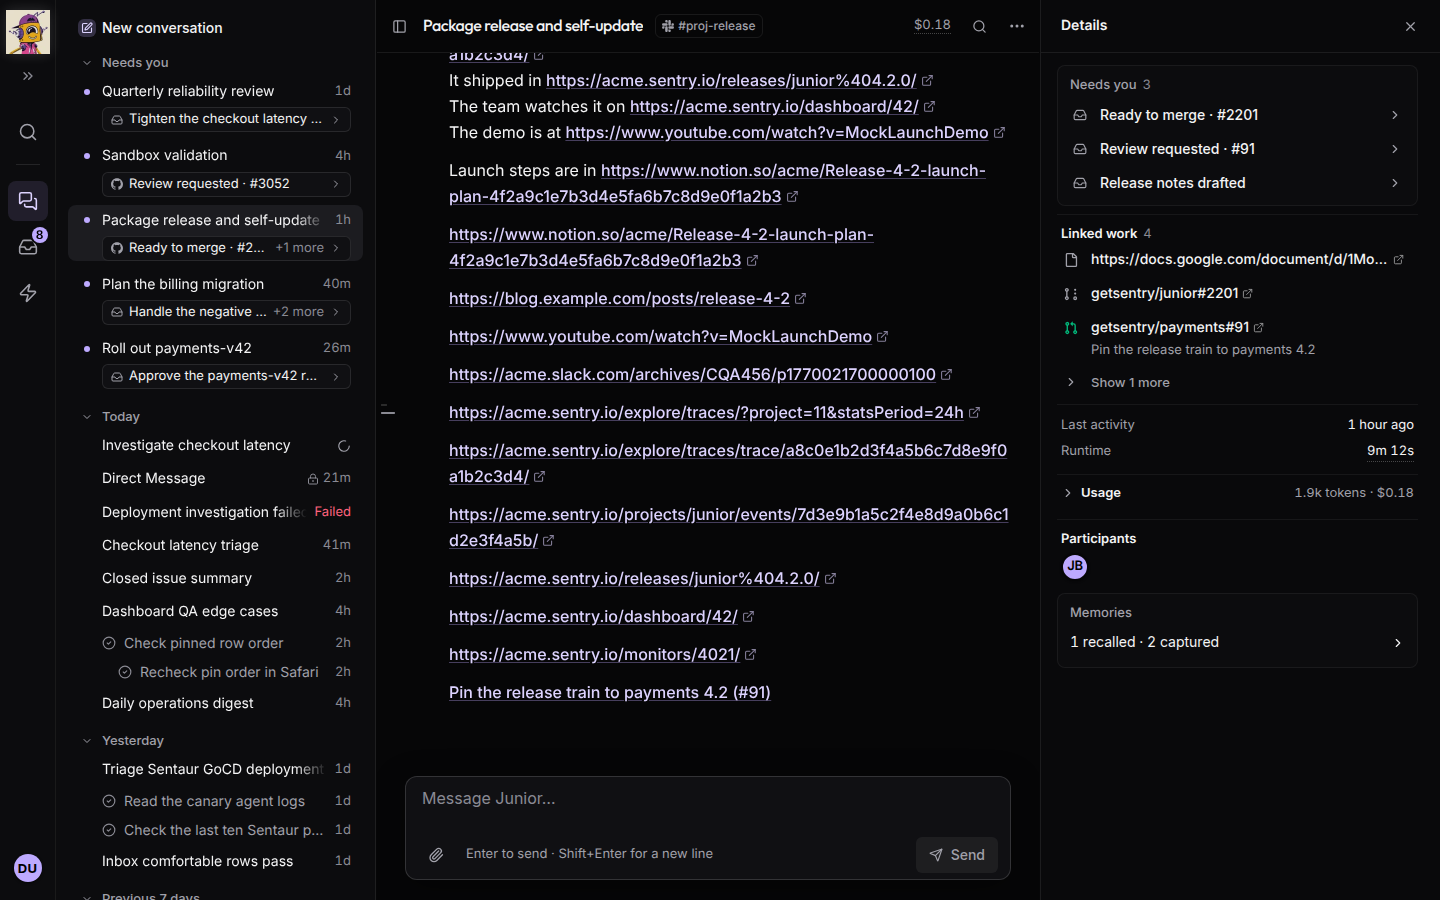 New conversation
Needs you
Quarterly reliability review 1d
Tighten the checkout latency ...
Sandbox validation 4h
Review requested · #3052
Package release and self-update 1h
Ready to merge · #2... +1 more
Plan the billing migration 40m
Handle the negative ... +2 more
Roll out payments-v42 26m
Approve the payments-v42 r...
Today
Investigate checkout latency
Direct Message 21m
Deployment investigation failed Failed
Checkout latency triage 41m
Closed issue summary 2h
Dashboard QA edge cases 4h
Check pinned row order 2h
Recheck pin order in Safari 2h
Daily operations digest 4h
Yesterday
Triage Sentaur GoCD deployment 1d
Read the canary agent logs 1d
Check the last ten Sentaur p... 1d
Inbox comfortable rows pass 1d
Previous 7 days
8
DU
Package release and self-update #proj-release $0.18
a1b2c3d4/
It shipped in https://acme.sentry.io/releases/junior%404.2.0/
The team watches it on https://acme.sentry.io/dashboard/42/
The demo is at https://www.youtube.com/watch?v=MockLaunchDemo
Launch steps are in https://www.notion.so/acme/Release-4-2-launch-
plan-4f2a9c1e7b3d4e5fa6b7c8d9e0f1a2b3
https://www.notion.so/acme/Release-4-2-launch-plan-
4f2a9c1e7b3d4e5fa6b7c8d9e0f1a2b3
https://blog.example.com/posts/release-4-2
https://www.youtube.com/watch?v=MockLaunchDemo
https://acme.slack.com/archives/CQA456/p1770021700000100
https://acme.sentry.io/explore/traces/?project=11&statsPeriod=24h
https://acme.sentry.io/explore/traces/trace/a8c0e1b2d3f4a5b6c7d8e9f0
a1b2c3d4/
https://acme.sentry.io/projects/junior/events/7d3e9b1a5c2f4e8d9a0b6c1
d2e3f4a5b/
https://acme.sentry.io/releases/junior%404.2.0/
https://acme.sentry.io/dashboard/42/
https://acme.sentry.io/monitors/4021/
Pin the release train to payments 4.2 (#91)
Message Junior...
Enter to send · Shift+Enter for a new line
Send
Details
Needs you 3
Ready to merge · #2201
Review requested · #91
Release notes drafted
Linked work 4
https://docs.google.com/document/d/1Mo...
getsentry/junior#2201
getsentry/payments#91
Pin the release train to payments 4.2
Show 1 more
Last activity 1 hour ago
Runtime 9m 12s
Usage 1.9k tokens · $0.18
Participants
JB
Memories
1 recalled · 2 captured